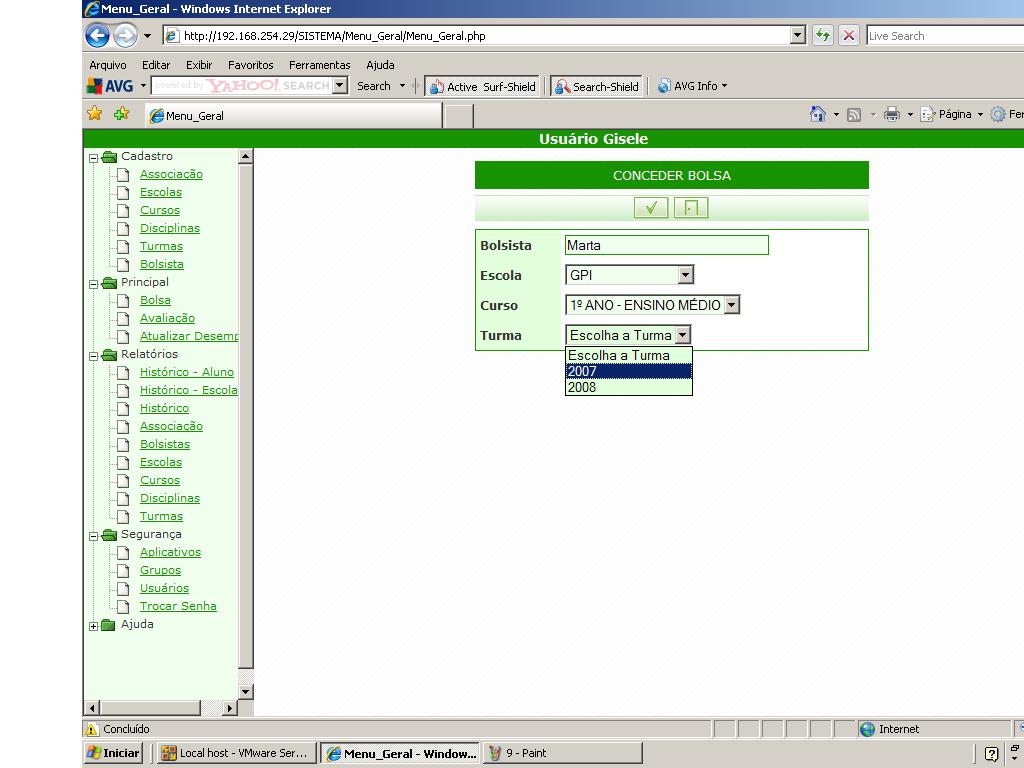 Menu_Geral - Windows Internet Explorer
http://192.168.254.29/SISTEMA/Menu_Geral/Menu_Geral.php
Live Search
Arquivo Editar Exibir Favoritos Ferramentas Ajuda
AVG powered by YAHOO! SEARCH Search Active Surf-Shield Search-Shield AVG Info
Menu_Geral Página Fer
Usuário Gisele
Cadastro
Associação
Escolas
Cursos
Disciplinas
Turmas
Bolsista
Principal
Bolsa
Avaliação
Atualizar Desemp
Relatórios
Histórico - Aluno
Histórico - Escola
Histórico
Associação
Bolsistas
Escolas
Cursos
Disciplinas
Turmas
Segurança
Aplicativos
Grupos
Usuários
Trocar Senha
Ajuda
CONCEDER BOLSA
Bolsista Marta
Escola GPI
Curso 1º ANO - ENSINO MÉDIO
Turma Escolha a Turma
Escolha a Turma
2007
2008
Concluído Internet
Iniciar Local host - VMware Ser... Menu_Geral - Window... 9 - Paint